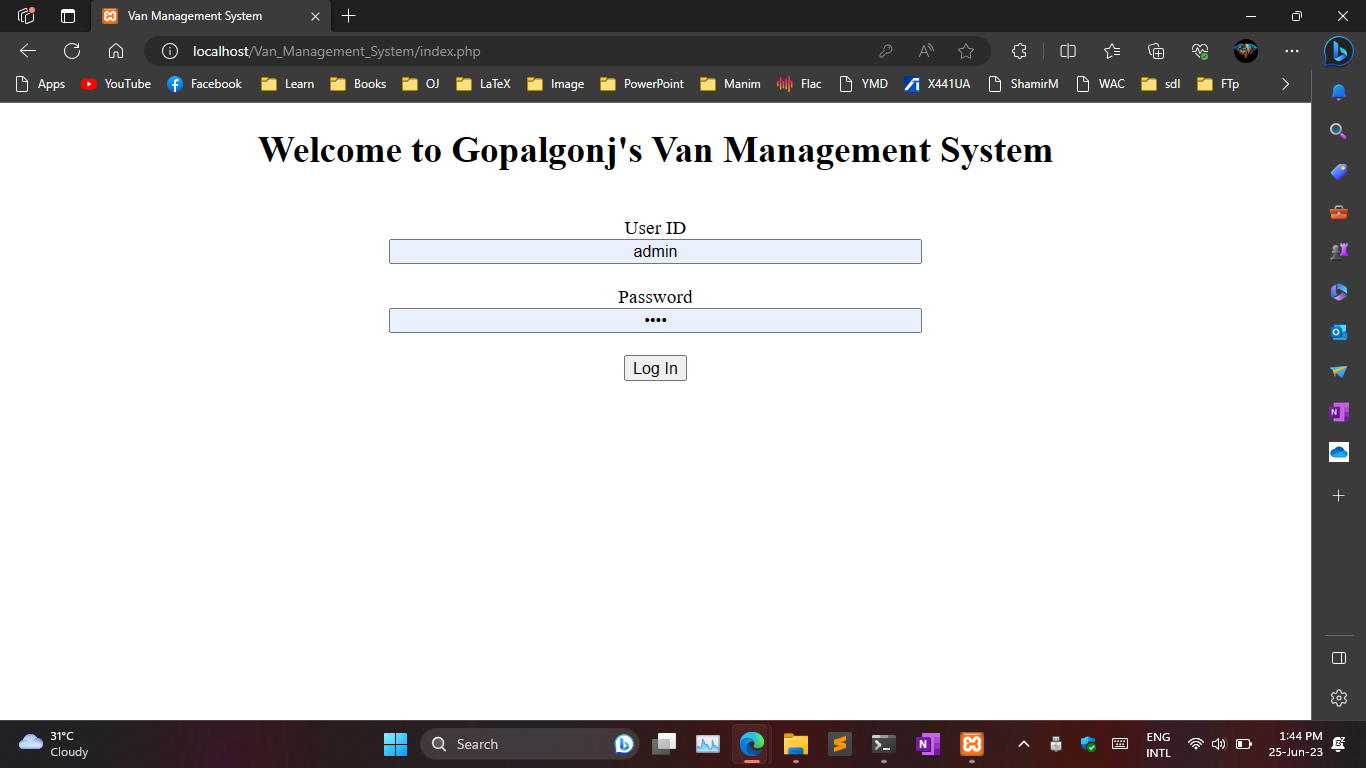 Van Management System
localhost/Van_Management_System/index.php
Apps YouTube Facebook Learn Books OJ LaTeX Image PowerPoint Manim Flac YMD X441UA ShamirM WAC sdl FTp
Welcome to Gopalgonj's Van Management System
User ID
admin
Password
••••
Log In
31°C
Cloudy
Search
ENG
INTL
1:44 PM
25-Jun-23